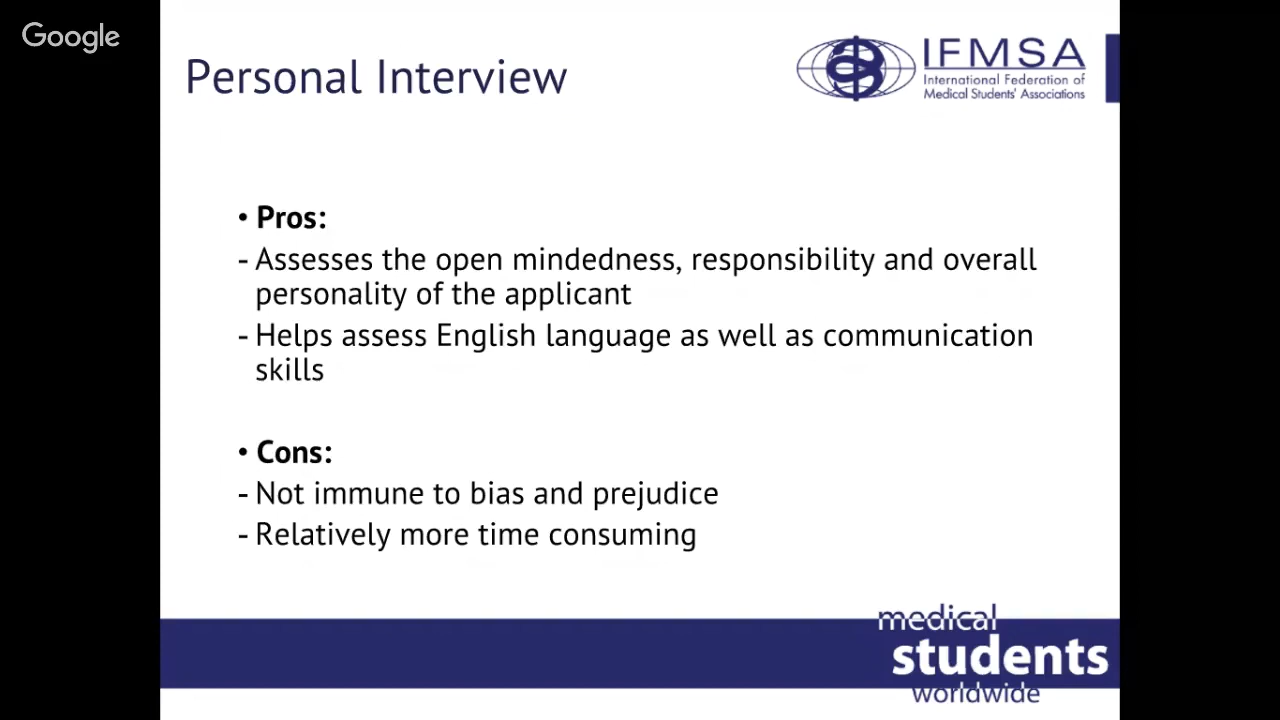 Google
Personal Interview
IFMSA
International Federation of
Medical Students' Associations
• Pros:
- Assesses the open mindedness, responsibility and overall
personality of the applicant
- Helps assess English language as well as communication
skills
• Cons:
- Not immune to bias and prejudice
- Relatively more time consuming
medical
students
worldwide